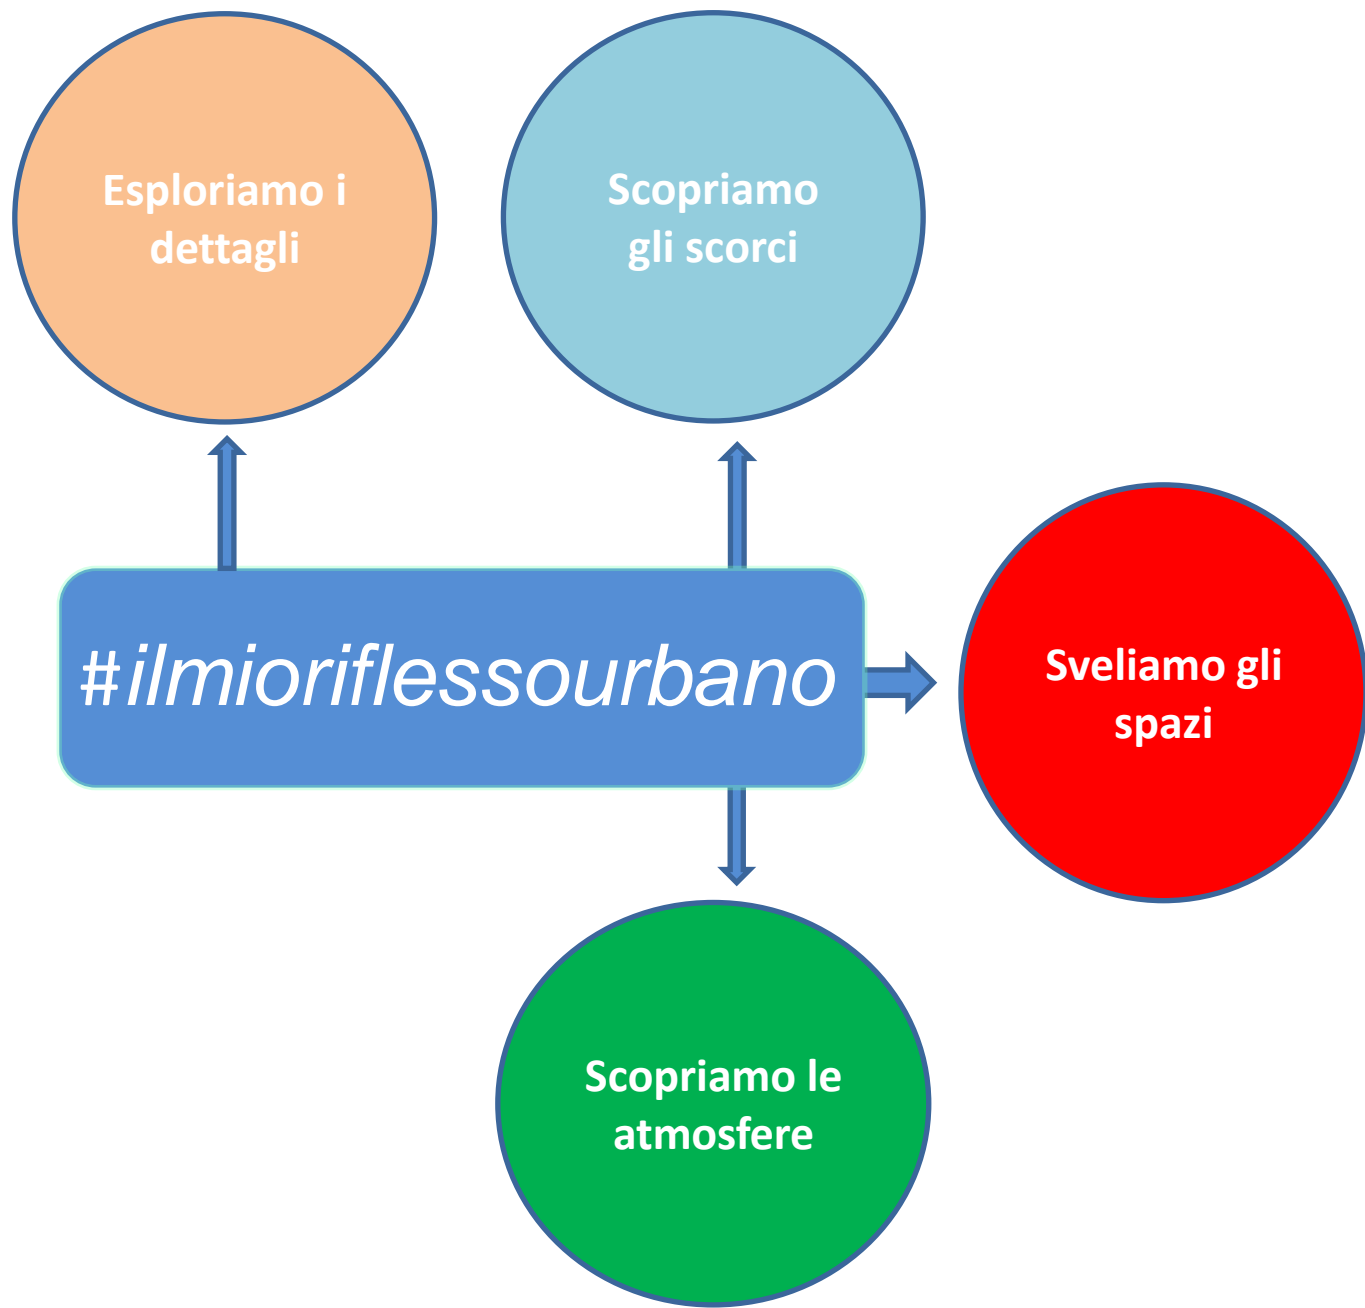 Esploriamo i
dettagli
Scopriamo
gli scorci
#ilmioriflessourbano
Sveliamo gli
spazi
Scopriamo le
atmosfere